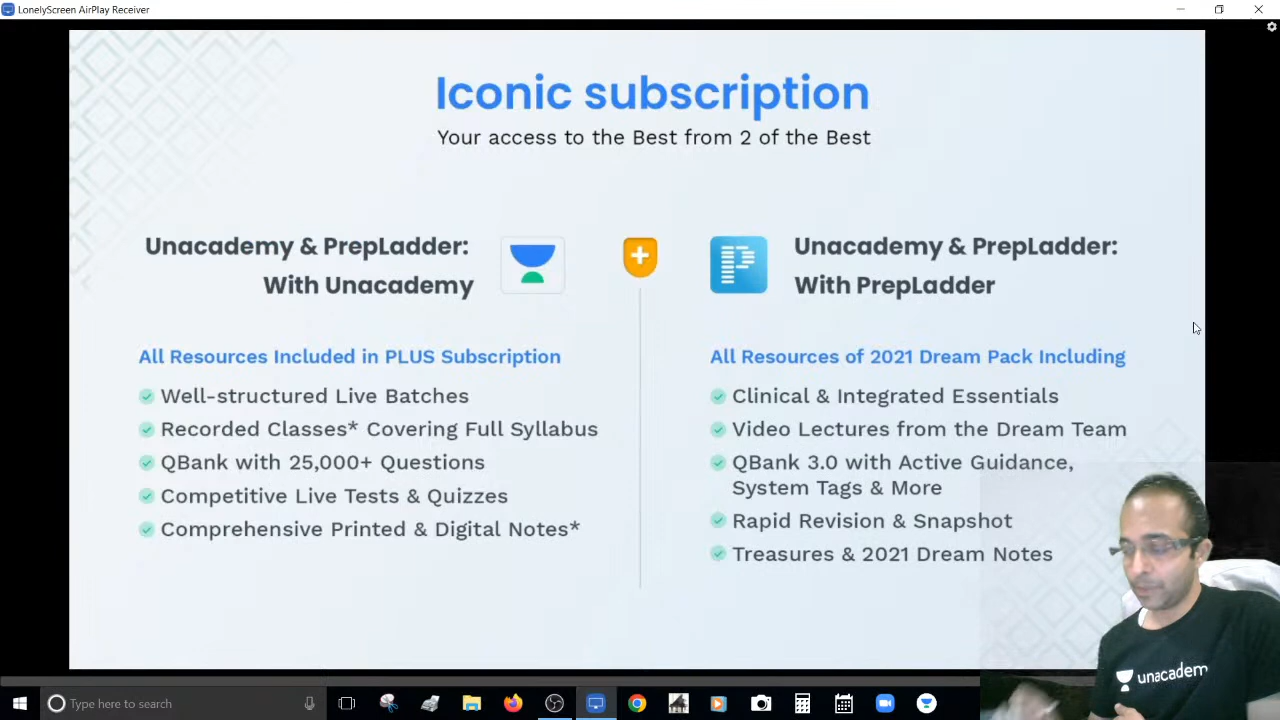 LonelyScreen AirPlay Receiver
Iconic subscription
Your access to the Best from 2 of the Best
Unacademy & PrepLadder:
With Unacademy
All Resources Included in PLUS Subscription
Well-structured Live Batches
Recorded Classes* Covering Full Syllabus
QBank with 25,000+ Questions
Competitive Live Tests & Quizzes
Comprehensive Printed & Digital Notes*
Unacademy & PrepLadder:
With PrepLadder
All Resources of 2021 Dream Pack Including
Clinical & Integrated Essentials
Video Lectures from the Dream Team
QBank 3.0 with Active Guidance,
System Tags & More
Rapid Revision & Snapshot
Treasures & 2021 Dream Notes
unacadem
Type here to search